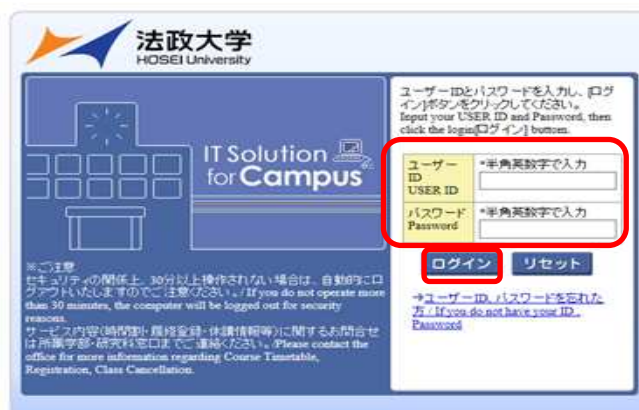 法政大学
HOSEI University
IT Solution
for Campus
※ご注意
セキュリティの関係上、30分以上操作されない場合は、自動的にロ
グアウトいたしますのでご注意ください。/ If you do not operate more
than 30 minutes, the computer will be logged out for security
reasons.
サービス内容(時間割・履修登録・休講情報等)に関するお問合せ
は所属学部・研究科窓口までご連絡ください。/Please contact the
office for more information regarding Course Timetable,
Registration, Class Cancellation.
ユーザーIDとパスワードを入力し、[ログ
イン]ボタンをクリックしてください。
Input your USER ID and Password, then
click the login[ログイン] buttom.
ユーザー
ID
USER ID
*半角英数字で入力
パスワード
Password
*半角英数字で入力
ログイン リセット
→ユーザーID、パスワードを忘れた
方 / If you do not have your ID 、
Password